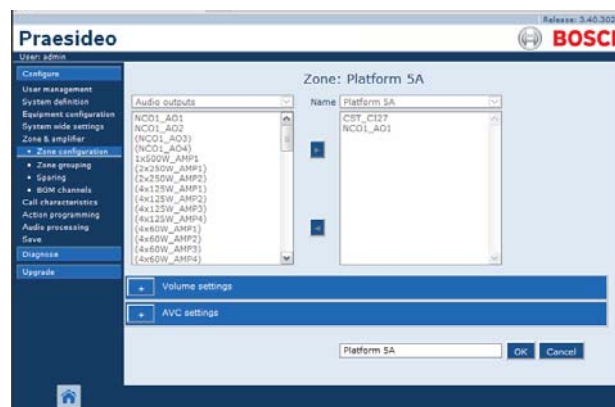 Release: 3.40.302
Praesideo
BOSCH
User: admin
Configure
User management
System definition
Equipment configuration
System wide settings
Zone & amplifier
• Zone configuration
• Zone grouping
• Sparing
• BGM channels
Call characteristics
Action programming
Audio processing
Save
Diagnose
Upgrade
Zone: Platform 5A
Audio outputs
NCO1_AO1
NCO1_AO2
(NCO1_AO3)
(NCO1_AO4)
1x500W_AMP1
(2x250W_AMP1)
(2x250W_AMP2)
(4x125W_AMP1)
(4x125W_AMP2)
(4x125W_AMP3)
(4x125W_AMP4)
(4x60W_AMP1)
(4x60W_AMP2)
(4x60W_AMP3)
(4x60W_AMP4)
Name Platform 5A
CST_CI27
NCO1_AO1
+ Volume settings
+ AVC settings
Platform 5A
OK
Cancel